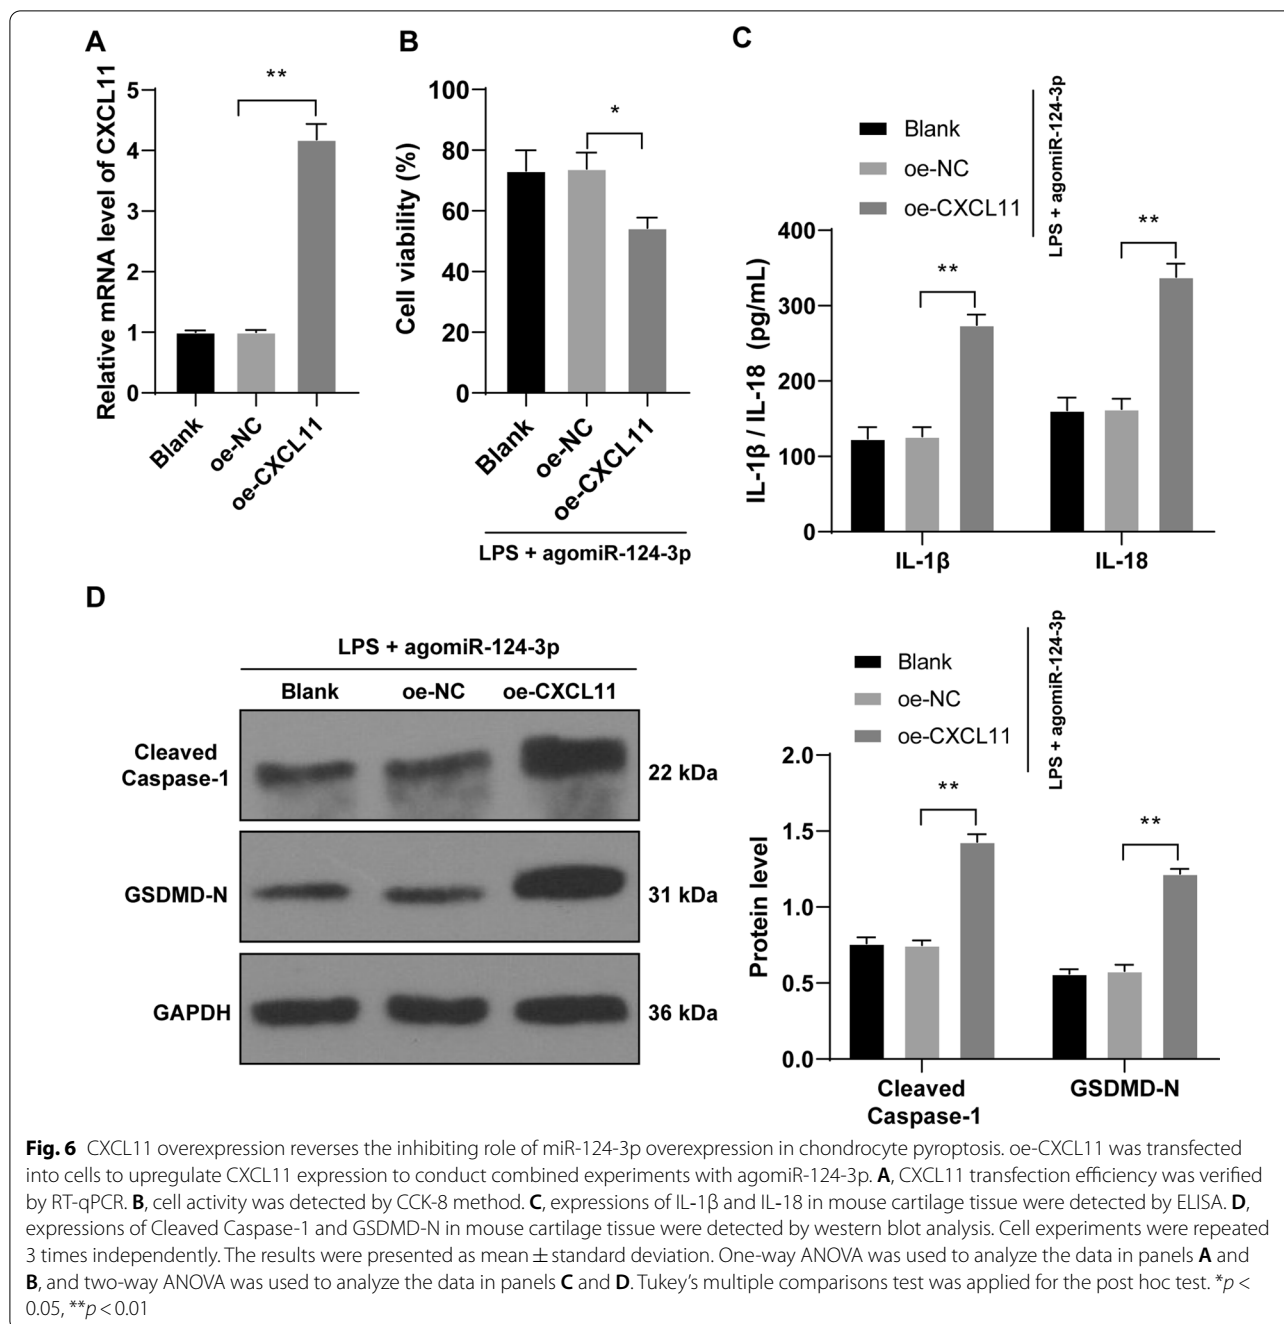 A
Relative mRNA level of CXCL11
5
4
3
2
1
0
**
Blank
oe-NC
oe-CXCL11
B
Cell viability (%)
100
80
60
40
20
0
*
Blank
oe-NC
oe-CXCL11
LPS + agomiR-124-3p
C
Blank
oe-NC
oe-CXCL11
LPS + agomiR-124-3p
IL-1β / IL-18 (pg/mL)
400
300
200
100
0
**
**
IL-1β
IL-18
D
LPS + agomiR-124-3p
Blank oe-NC oe-CXCL11
Cleaved
Caspase-1
22 kDa
GSDMD-N
31 kDa
GAPDH
36 kDa
Blank
oe-NC
oe-CXCL11
LPS + agomiR-124-3p
Protein level
2.0
1.5
1.0
0.5
0.0
**
**
Cleaved
Caspase-1
GSDMD-N
Fig. 6 CXCL11 overexpression reverses the inhibiting role of miR-124-3p overexpression in chondrocyte pyroptosis. oe-CXCL11 was transfected
into cells to upregulate CXCL11 expression to conduct combined experiments with agomiR-124-3p. A, CXCL11 transfection efficiency was verified
by RT-qPCR. B, cell activity was detected by CCK-8 method. C, expressions of IL-1β and IL-18 in mouse cartilage tissue were detected by ELISA. D,
expressions of Cleaved Caspase-1 and GSDMD-N in mouse cartilage tissue were detected by western blot analysis. Cell experiments were repeated
3 times independently. The results were presented as mean ± standard deviation. One-way ANOVA was used to analyze the data in panels A and
B, and two-way ANOVA was used to analyze the data in panels C and D. Tukey's multiple comparisons test was applied for the post hoc test. *p <
0.05, **p < 0.01